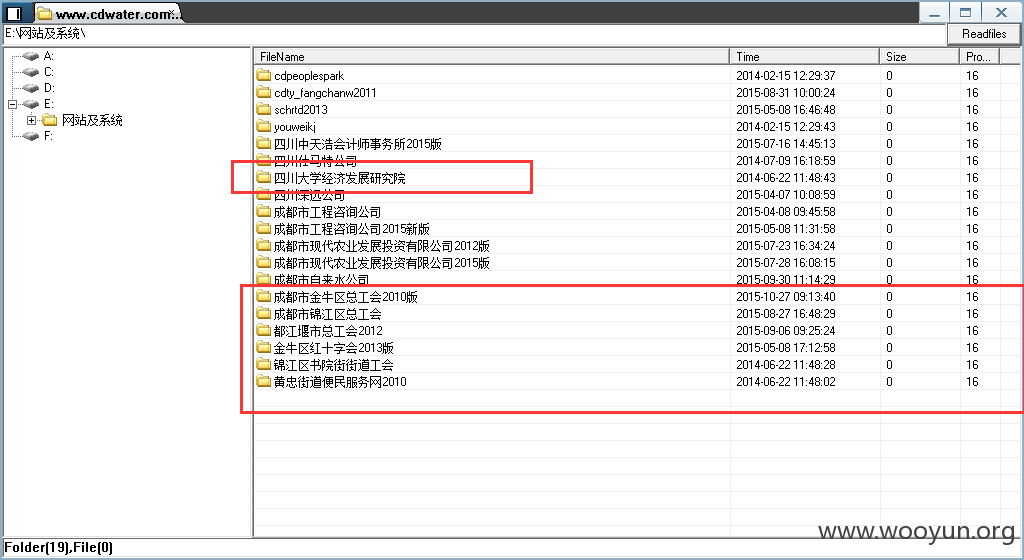 www.cdwater.com...
E:\网站及系统\ Readfiles
A:
C:
D:
E:
网站及系统
F:
FileName Time Size Pro...
cdpeoplespark 2014-02-15 12:29:37 0 16
cdty_fangchanw2011 2015-08-31 10:00:24 0 16
schrtd2013 2015-05-08 16:46:48 0 16
youweikj 2014-02-15 12:29:43 0 16
四川中天浩会计师事务所2015版 2015-07-16 14:45:13 0 16
四川仕马特公司 2014-07-09 16:18:59 0 16
四川大学经济发展研究院 2014-06-22 11:48:43 0 16
四川深远公司 2015-04-07 10:08:59 0 16
成都市工程咨询公司 2015-04-08 09:45:58 0 16
成都市工程咨询公司2015新版 2015-05-08 11:31:58 0 16
成都市现代农业发展投资有限公司2012版 2015-07-23 16:34:24 0 16
成都市现代农业发展投资有限公司2015版 2015-07-28 16:08:15 0 16
成都市自来水公司 2015-09-30 11:14:29 0 16
成都市金牛区总工会2010版 2015-10-27 09:13:40 0 16
成都市锦江区总工会 2015-08-27 16:48:29 0 16
都江堰市总工会2012 2015-09-06 09:25:24 0 16
金牛区红十字会2013版 2015-05-08 17:12:58 0 16
锦江区书院街街道工会 2014-06-22 11:48:28 0 16
黄忠街道便民服务网2010 2014-06-22 11:48:02 0 16
www.wooyun.org
Folder(19),File(0)